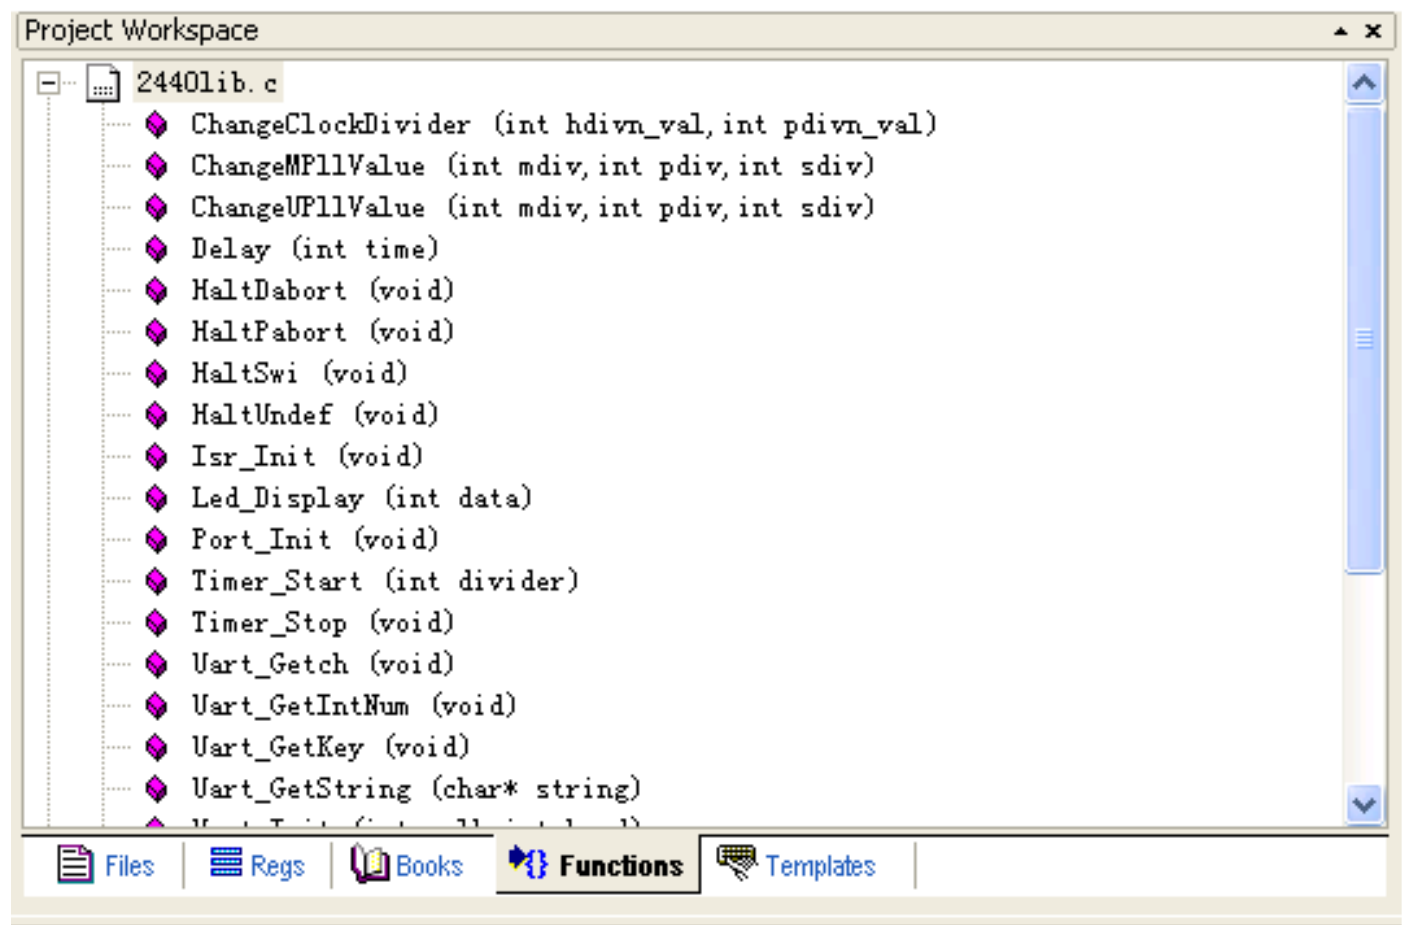 Project Workspace
2440lib.c
ChangeClockDivider (int hdivn_val,int pdivn_val)
ChangeMPllValue (int mdiv,int pdiv,int sdiv)
ChangeUPllValue (int mdiv,int pdiv,int sdiv)
Delay (int time)
HaltDabort (void)
HaltPabort (void)
HaltSwi (void)
HaltUndef (void)
Isr_Init (void)
Led_Display (int data)
Port_Init (void)
Timer_Start (int divider)
Timer_Stop (void)
Uart_Getch (void)
Uart_GetIntNum (void)
Uart_GetKey (void)
Uart_GetString (char* string)
Files Regs Books Functions Templates